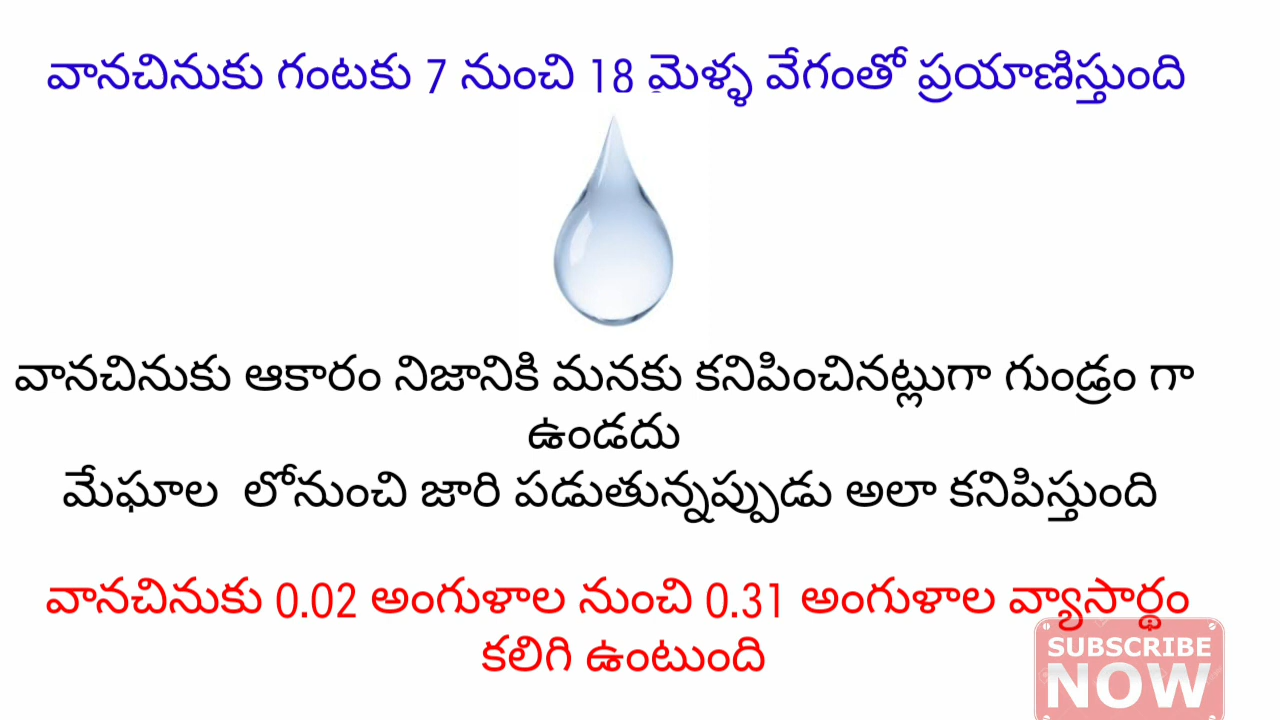 వానచినుకు గంటకు 7 నుంచి 18 మెళ్ళ వేగంతో ప్రయాణిస్తుంది
వానచినుకు ఆకారం నిజానికి మనకు కనిపించినట్లుగా గుండ్రం గా
ఉండదు
మేఘాల లోనుంచి జారి పడుతున్నప్పుడు అలా కనిపిస్తుంది
వానచినుకు 0.02 అంగుళాల నుంచి 0.31 అంగుళాల వ్యాసార్థం
కలిగి ఉంటుంది
SUBSCRIBE
NOW